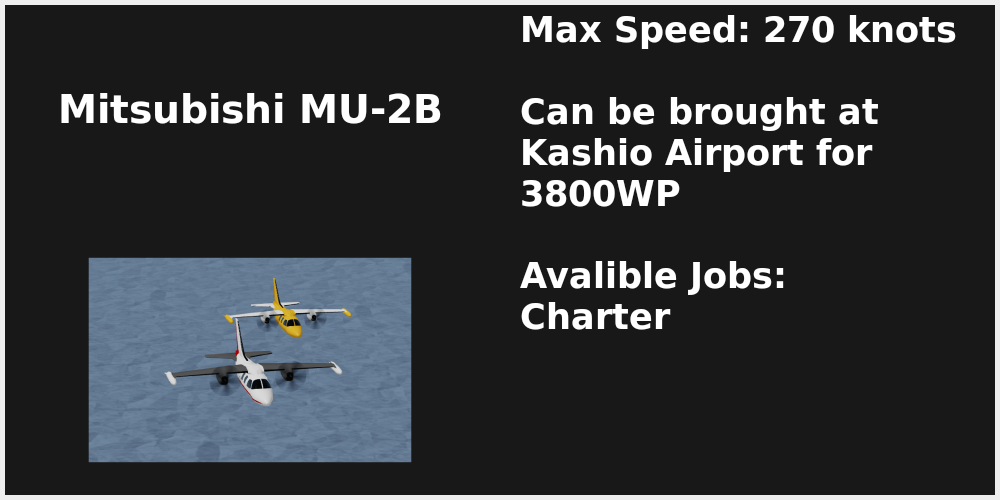 Mitsubishi MU-2B
Max Speed: 270 knots
Can be brought at
Kashio Airport for
3800WP
Avalible Jobs:
Charter